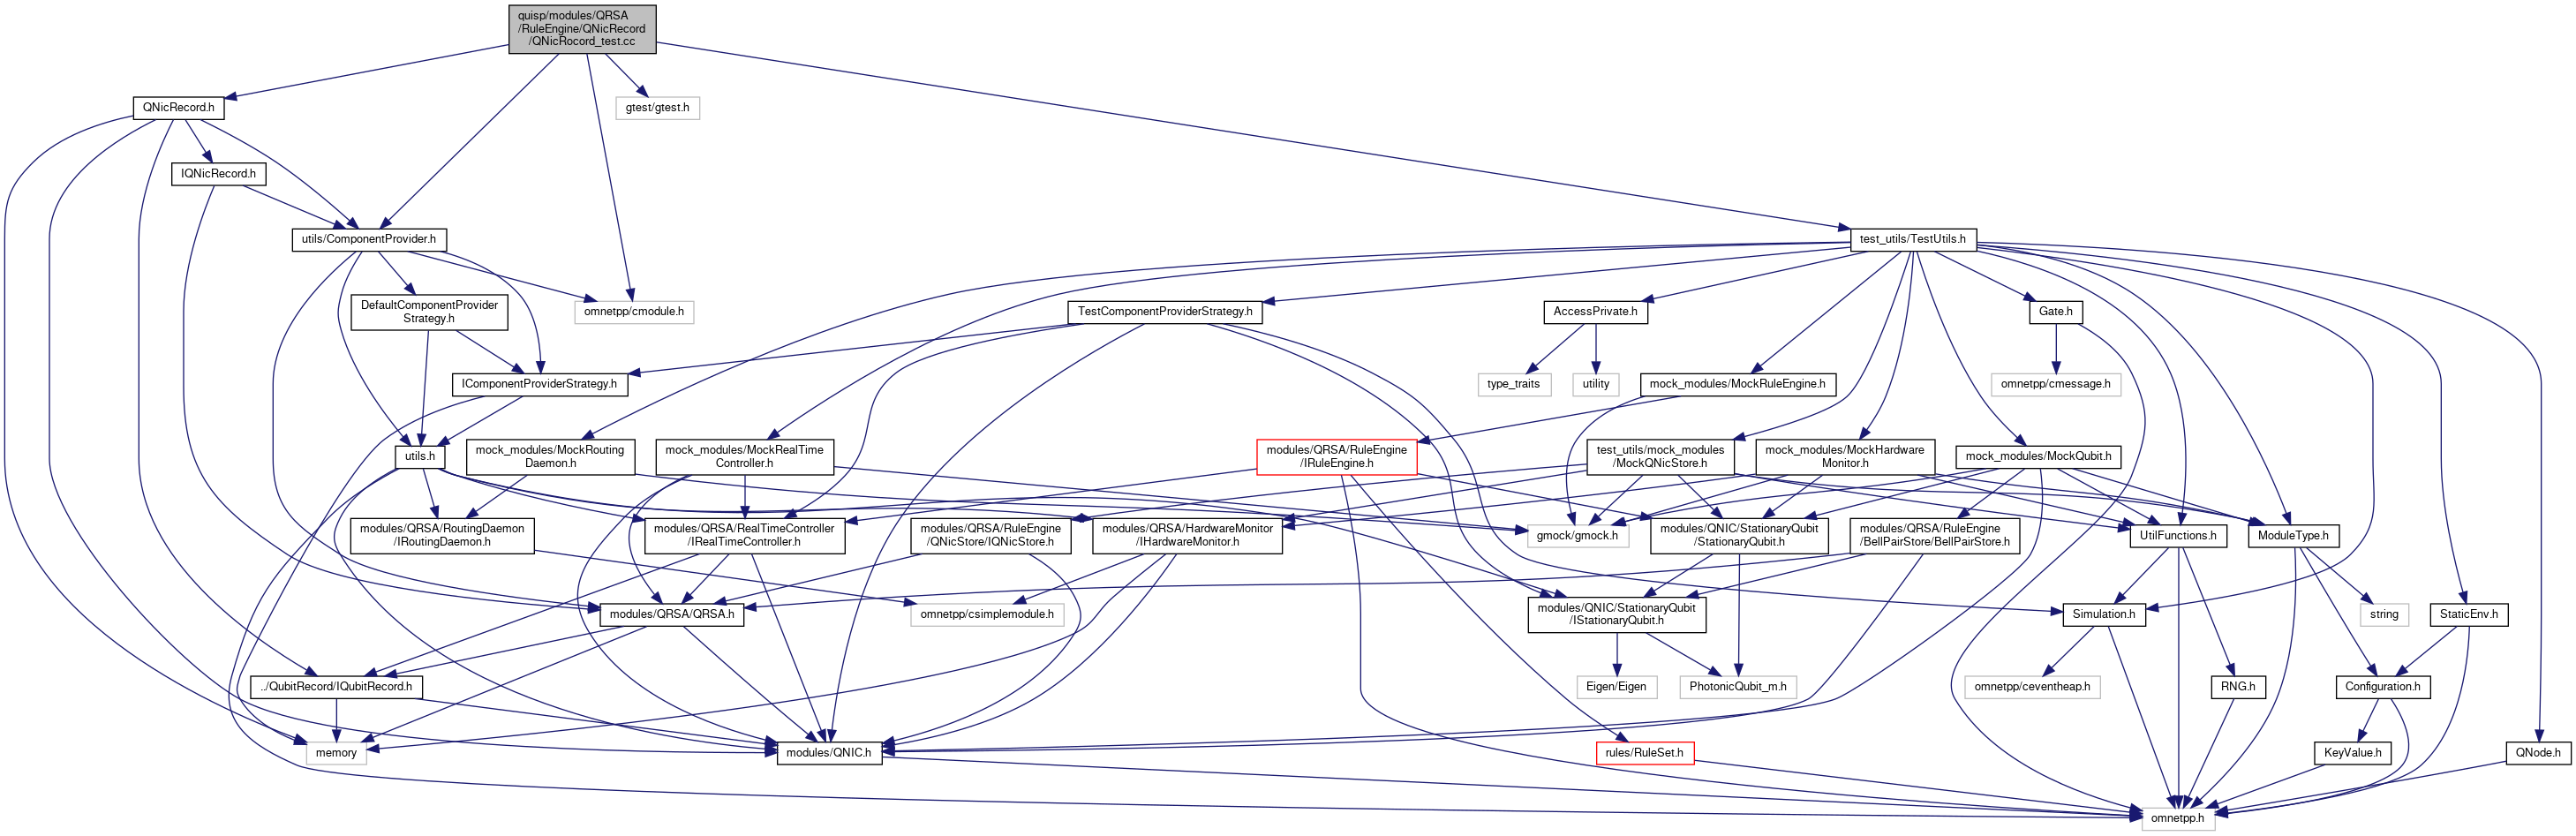 quisp/modules/QRSA
/RuleEngine/QNicRecord
/QNicRocord_test.cc
QNicRecord.h
gtest/gtest.h
IQNicRecord.h
utils/ComponentProvider.h
test_utils/TestUtils.h
DefaultComponentProvider
Strategy.h
omnetpp/cmodule.h
TestComponentProviderStrategy.h
AccessPrivate.h
Gate.h
IComponentProviderStrategy.h
type_traits
utility
mock_modules/MockRuleEngine.h
omnetpp/cmessage.h
utils.h
mock_modules/MockRouting
Daemon.h
mock_modules/MockRealTime
Controller.h
modules/QRSA/RuleEngine
/IRuleEngine.h
test_utils/mock_modules
/MockQNicStore.h
mock_modules/MockHardware
Monitor.h
mock_modules/MockQubit.h
modules/QRSA/RoutingDaemon
/IRoutingDaemon.h
modules/QRSA/RealTimeController
/IRealTimeController.h
modules/QRSA/RuleEngine
/QNicStore/IQNicStore.h
modules/QRSA/HardwareMonitor
/IHardwareMonitor.h
gmock/gmock.h
modules/QNIC/StationaryQubit
/StationaryQubit.h
modules/QRSA/RuleEngine
/BellPairStore/BellPairStore.h
UtilFunctions.h
ModuleType.h
modules/QRSA/QRSA.h
omnetpp/csimplemodule.h
modules/QNIC/StationaryQubit
/IStationaryQubit.h
Simulation.h
string
StaticEnv.h
../QubitRecord/IQubitRecord.h
Eigen/Eigen
PhotonicQubit_m.h
omnetpp/ceventheap.h
RNG.h
Configuration.h
memory
modules/QNIC.h
rules/RuleSet.h
KeyValue.h
QNode.h
omnetpp.h